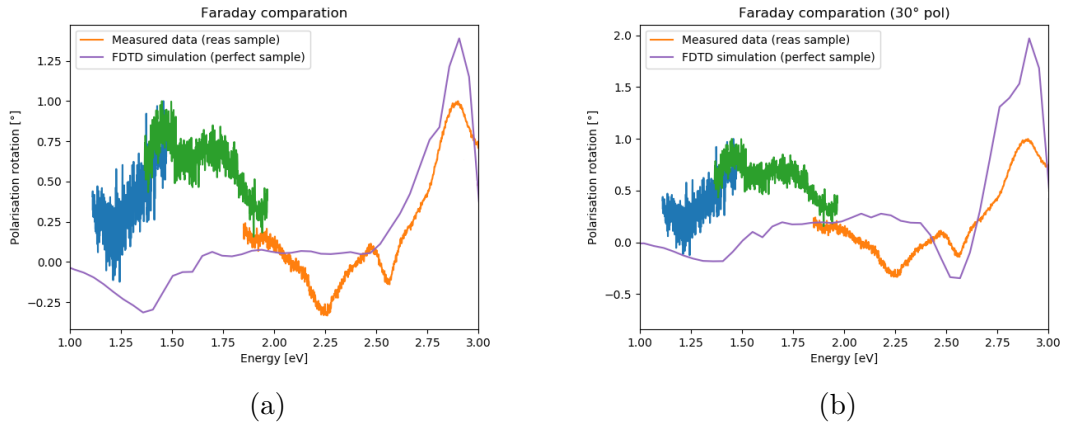 Faraday comparation
Measured data (reas sample)
FDTD simulation (perfect sample)
Polarisation rotation [°]
1.25
1.00
0.75
0.50
0.25
0.00
−0.25
1.00 1.25 1.50 1.75 2.00 2.25 2.50 2.75 3.00
Energy [eV]
(a)
Faraday comparation (30° pol)
Measured data (reas sample)
FDTD simulation (perfect sample)
Polarisation rotation [°]
2.0
1.5
1.0
0.5
0.0
−0.5
1.00 1.25 1.50 1.75 2.00 2.25 2.50 2.75 3.00
Energy [eV]
(b)